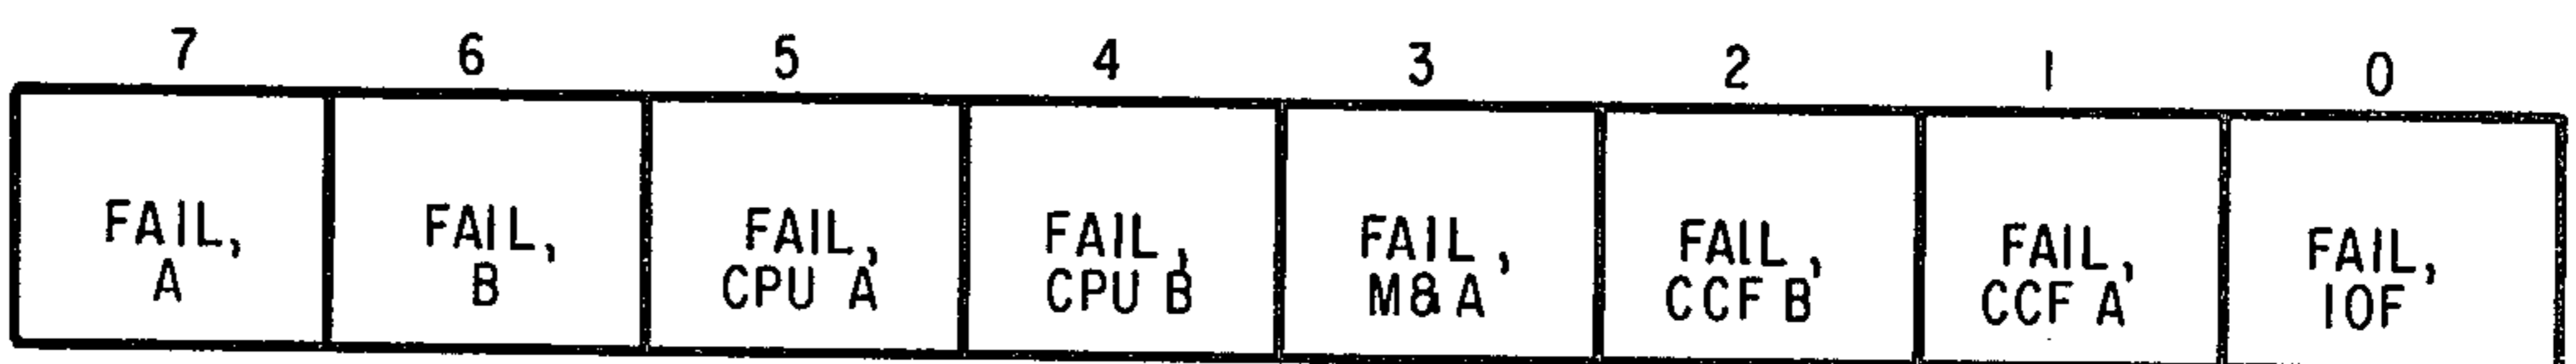 7 6 5 4 3 2 1 0
FAIL, FAIL, FAIL, FAIL, FAIL, FAIL, FAIL, FAIL,
A B CPU A CPU B M&A CCF B CCF A IOF